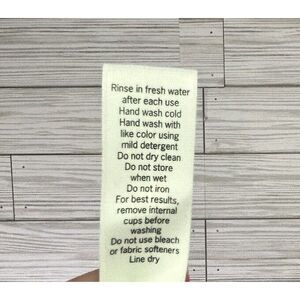 Rinse in fresh water
after each use
Hand wash cold
Hand wash with
like color using
mild detergent
Do not dry clean
Do not store
when wet
Do not iron
For best results,
remove internal
cups before
washing
Do not use bleach
or fabric softeners
Line dry